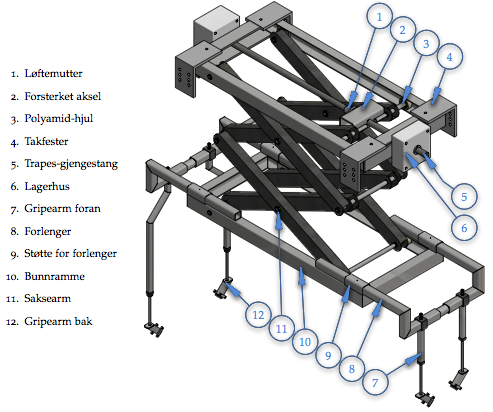 1. Løftemutter
2. Forsterket aksel
3. Polyamid-hjul
4. Takfester
5. Trapes-gjengestang
6. Lagerhus
7. Gripearm foran
8. Forlenger
9. Støtte for forlenger
10. Bunnramme
11. Saksearm
12. Gripearm bak
1
2
3
4
5
6
12
11
10
9
8
7